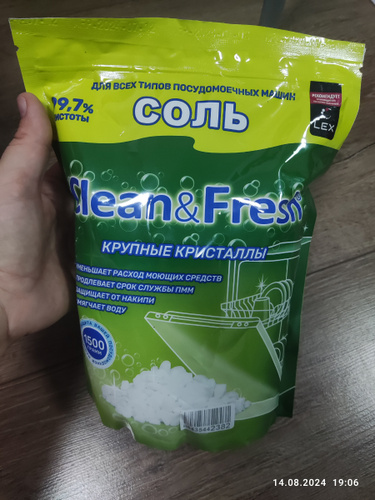 ДЛЯ ВСЕХ ТИПОВ ПОСУДОМОЕЧНЫХ МАШИН
99,7%
ЧИСТОТЫ
СОЛЬ
LEX
Clean&Fresh
КРУПНЫЕ КРИСТАЛЛЫ
УМЕНЬШАЕТ РАСХОД МОЮЩИХ СРЕДСТВ
ПРОДЛЕВАЕТ СРОК СЛУЖБЫ ПММ
ЗАЩИЩАЕТ ОТ НАКИПИ
СМЯГЧАЕТ ВОДУ
1500
14.08.2024 19:06